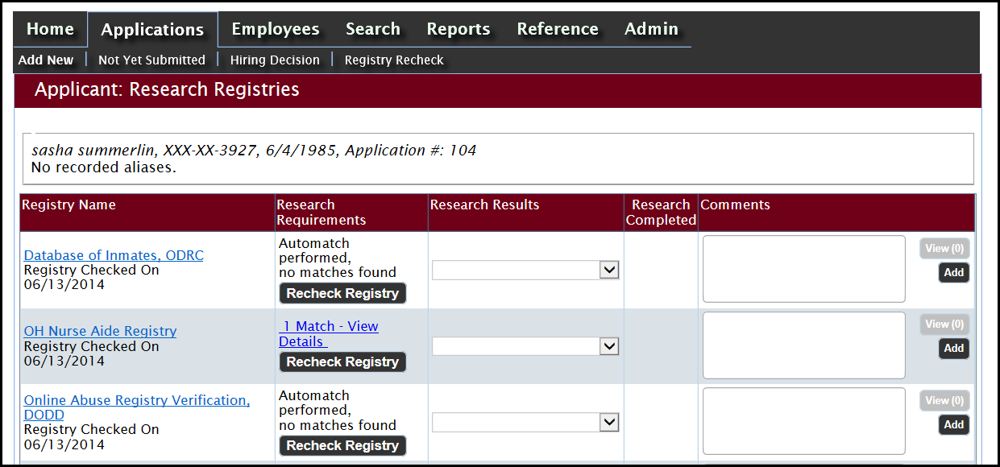 Home Applications Employees Search Reports Reference Admin
Add New Not Yet Submitted Hiring Decision Registry Recheck
Applicant: Research Registries
sasha summerlin, XXX-XX-3927, 6/4/1985, Application #: 104
No recorded aliases.
Registry Name
Research
Requirements
Research Results
Research
Completed
Comments
Database of Inmates, ODRC
Registry Checked On
06/13/2014
Automatch
performed,
no matches found
Recheck Registry
View (0)
Add
OH Nurse Aide Registry
Registry Checked On
06/13/2014
1 Match - View
Details
Recheck Registry
View (0)
Add
Online Abuse Registry Verification,
DODD
Registry Checked On
06/13/2014
Automatch
performed,
no matches found
Recheck Registry
View (0)
Add